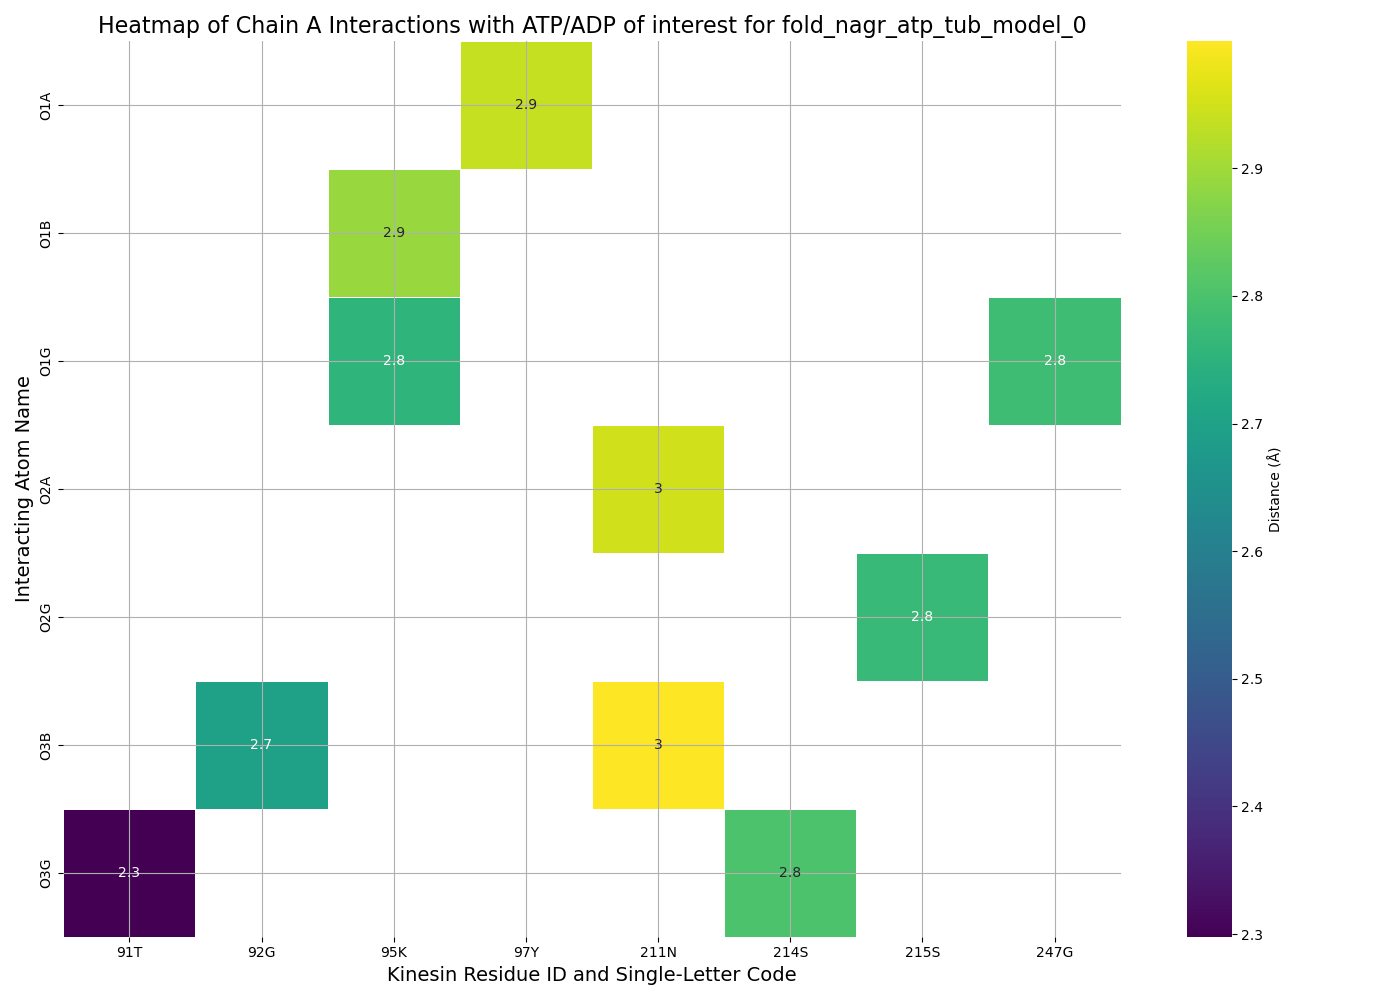 Heatmap of Chain A Interactions with ATP/ADP of interest for fold_nagr_atp_tub_model_0
Interacting Atom Name
O1A
O1B
O1G
O2A
O2G
O3B
O3G
2.9
2.9
2.8
2.8
3
2.8
2.7
3
2.3
2.8
91T
92G
95K
97Y
211N
214S
215S
247G
Kinesin Residue ID and Single-Letter Code
2.9
2.8
2.7
2.6
2.5
2.4
2.3
Distance (Å)